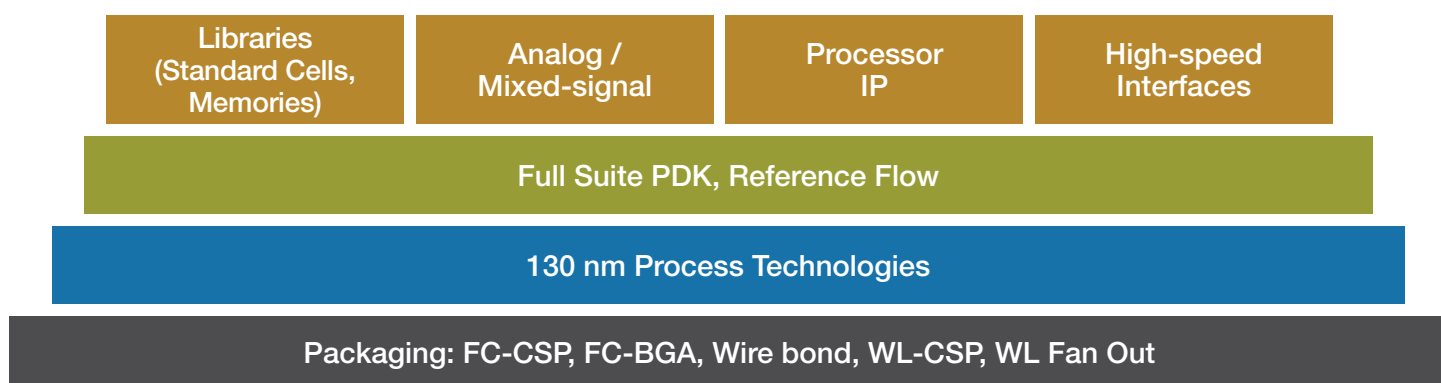 Libraries
(Standard Cells,
Memories)
Analog /
Mixed-signal
Processor
IP
High-speed
Interfaces
Full Suite PDK, Reference Flow
130 nm Process Technologies
Packaging: FC-CSP, FC-BGA, Wire bond, WL-CSP, WL Fan Out